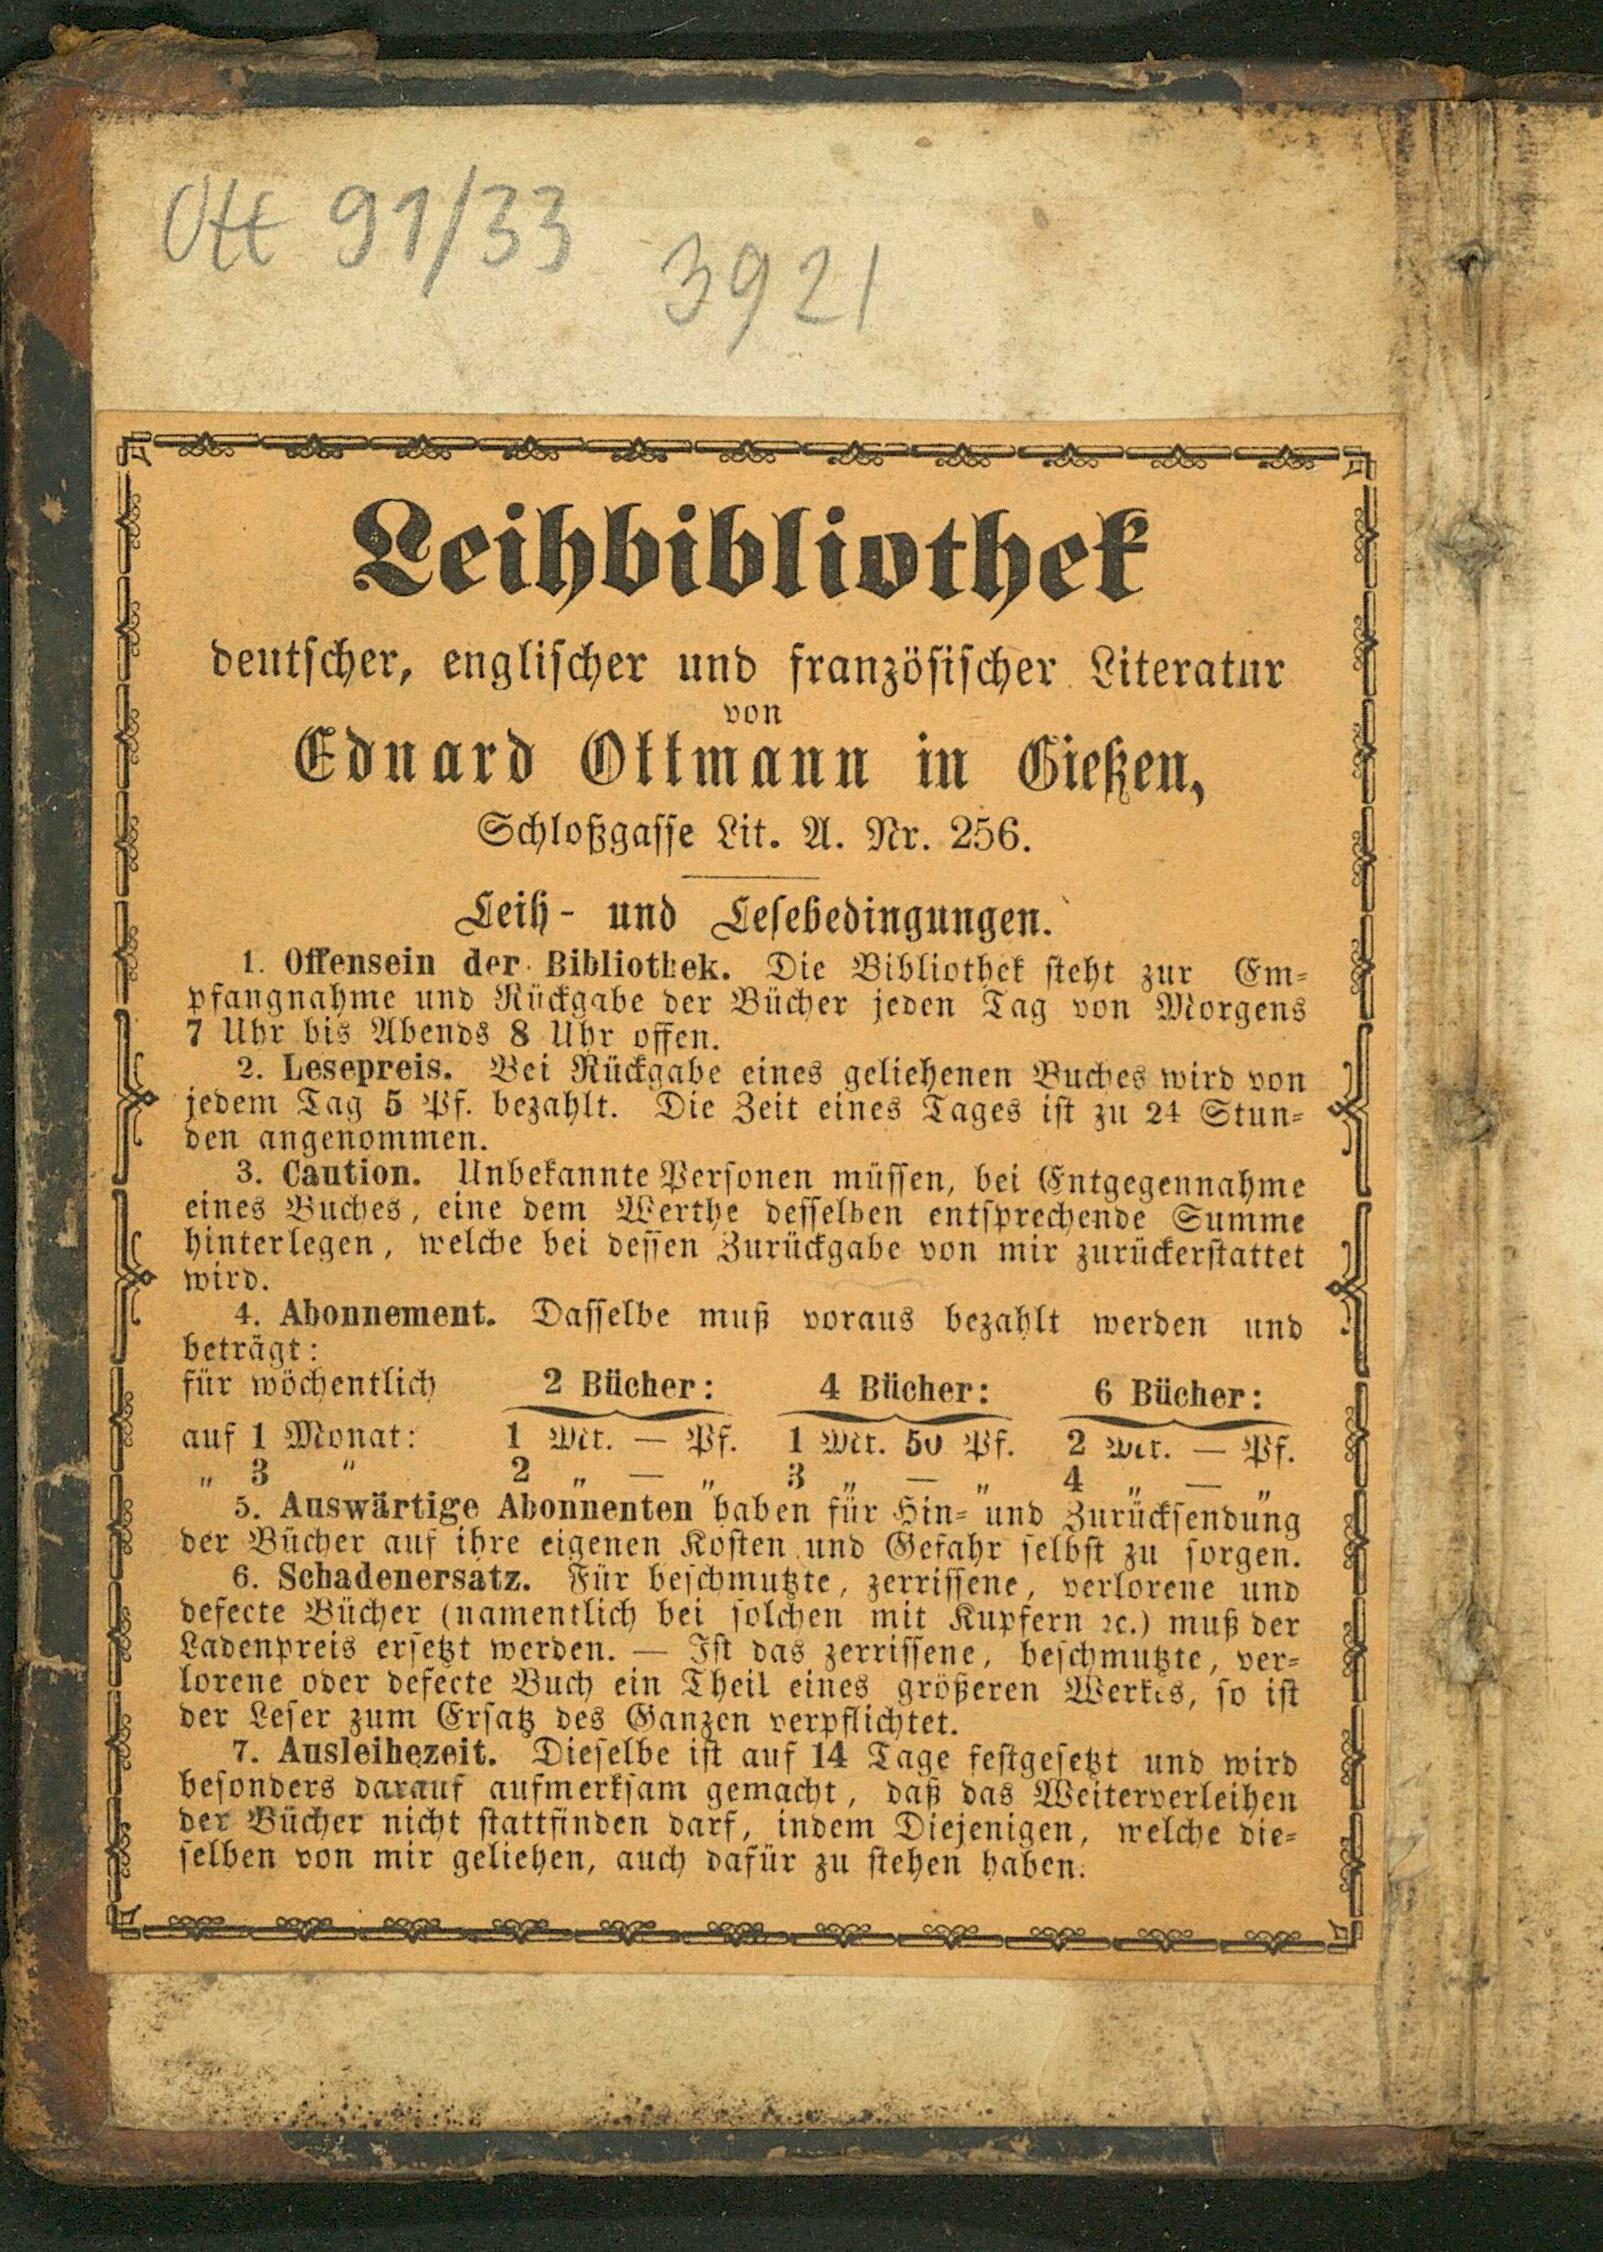 Ott 91/33
3921
Leihbibliothek
deutscher, englischer und französischer Literatur
von
Eduard Ottmann in Gießen,
Schloßgasse Lit. A. Nr. 256.
Leih- und Lesebedingungen.
1. Offensein der Bibliothek. Die Bibliothek steht zur Em-
pfangnahme und Rückgabe der Bücher jeden Tag von Morgens
7 Uhr bis Abends 8 Uhr offen.
2. Lesepreis. Bei Rückgabe eines geliehenen Buches wird von
jedem Tag 5 Pf. bezahlt. Die Zeit eines Tages ist zu 24 Stun-
den angenommen.
3. Caution. Unbekannte Personen müssen, bei Entgegennahme
eines Buches, eine dem Werthe desselben entsprechende Summe
hinterlegen, welche bei dessen Zurückgabe von mir zurückerstattet
wird.
4. Abonnement. Dasselbe muß voraus bezahlt werden und
beträgt:
für wöchentlich 2 Bücher: 4 Bücher: 6 Bücher:
auf 1 Monat: 1 Mk. — Pf. 1 Mk. 50 Pf. 2 Mk. — Pf.
„ 3 „ 2 „ — „ 3 „ — „ 4 „ — „
5. Auswärtige Abonnenten haben für Hin- und Zurücksendung
der Bücher auf ihre eigenen Kosten und Gefahr selbst zu sorgen.
6. Schadenersatz. Für beschmutzte, zerrissene, verlorene und
defecte Bücher (namentlich bei solchen mit Kupfern ꝛc.) muß der
Ladenpreis ersetzt werden. — Ist das zerrissene, beschmutzte, ver-
lorene oder defecte Buch ein Theil eines größeren Werkes, so ist
der Leser zum Ersatz des Ganzen verpflichtet.
7. Ausleihezeit. Dieselbe ist auf 14 Tage festgesetzt und wird
besonders darauf aufmerksam gemacht, daß das Weiterverleihen
der Bücher nicht stattfinden darf, indem Diejenigen, welche die-
selben von mir geliehen, auch dafür zu stehen haben.